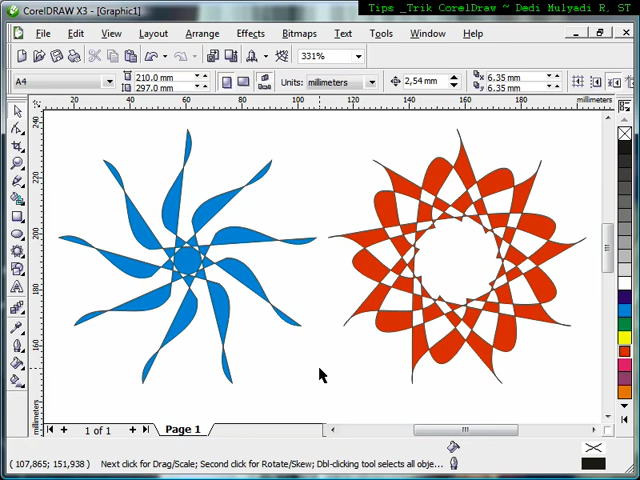 CorelDRAW X3 - [Graphic1]
Tips _Trik CorelDraw ~ Dedi Mulyadi R. ST
File Edit View Layout Arrange Effects Bitmaps Text Tools Window
331%
A4
210.0 mm
297.0 mm
Units: millimeters
2,54 mm
6.35 mm
6.35 mm
20 40 60 80 100 120 140 160 180 millimeters
240
220
200
180
160
millimeters
1 of 1
Page 1
( 107,865; 151,938 ) Next click for Drag/Scale; Second click for Rotate/Skew; Dbl-clicking tool selects all obje...